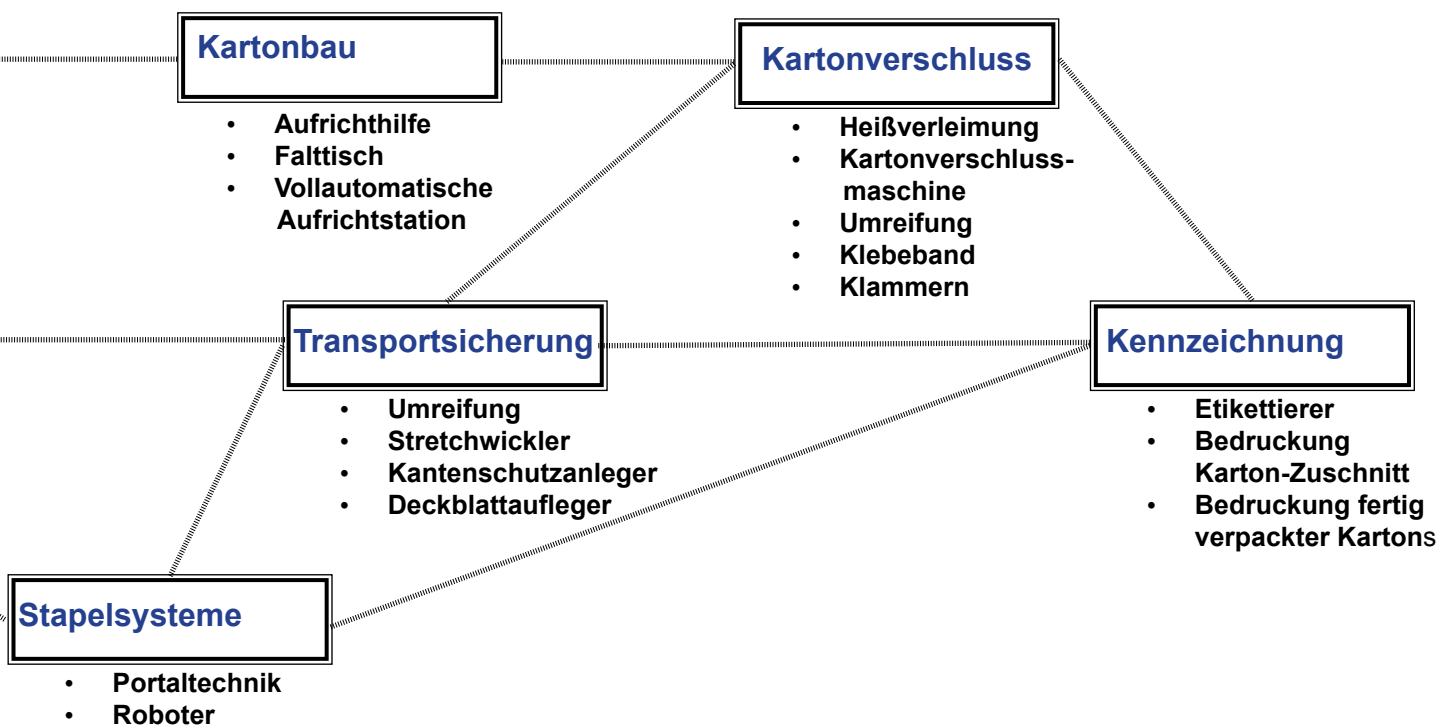 Kartonbau
• Aufrichthilfe
• Falttisch
• Vollautomatische
Aufrichtstation
Kartonverschluss
• Heißverleimung
• Kartonverschluss-
maschine
• Umreifung
• Klebeband
• Klammern
Transportsicherung
• Umreifung
• Stretchwickler
• Kantenschutzanleger
• Deckblattaufleger
Kennzeichnung
• Etikettierer
• Bedruckung
Karton-Zuschnitt
• Bedruckung fertig
verpackter Kartons
Stapelsysteme
• Portaltechnik
• Roboter